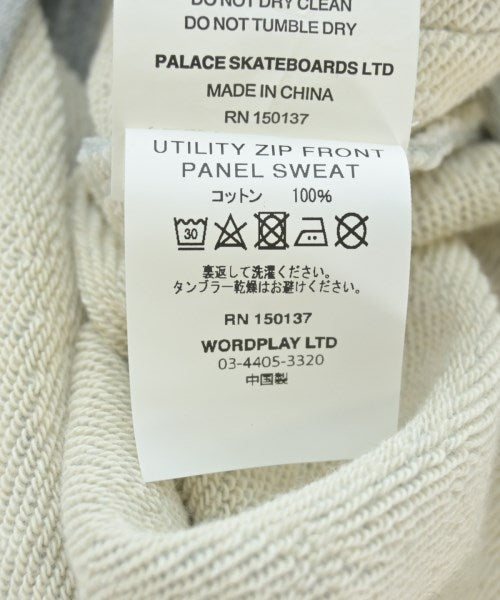 DO NOT DRY CLEAN
DO NOT TUMBLE DRY
PALACE SKATEBOARDS LTD
MADE IN CHINA
RN 150137
UTILITY ZIP FRONT
PANEL SWEAT
コットン 100%
30
裏返して洗濯ください。
タンブラー乾燥はお避けください。
RN 150137
WORDPLAY LTD
03-4405-3320
中国製